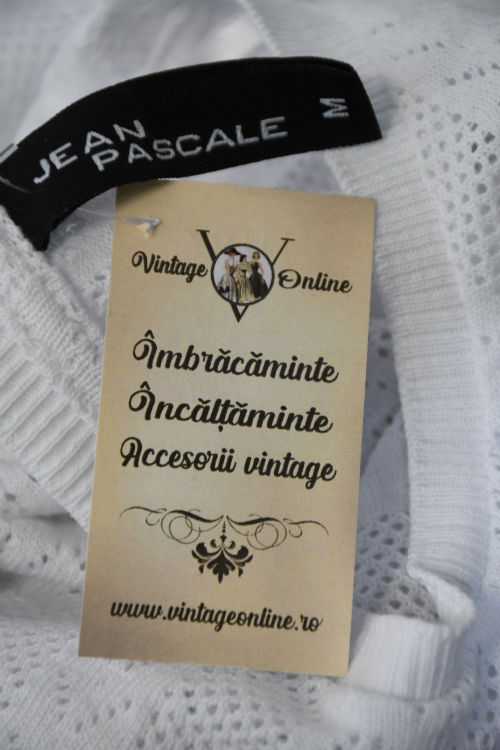 JEAN
PASCALE
M
Vintage Online
Îmbrăcăminte
Încălțăminte
Accesorii vintage
www.vintageonline.ro